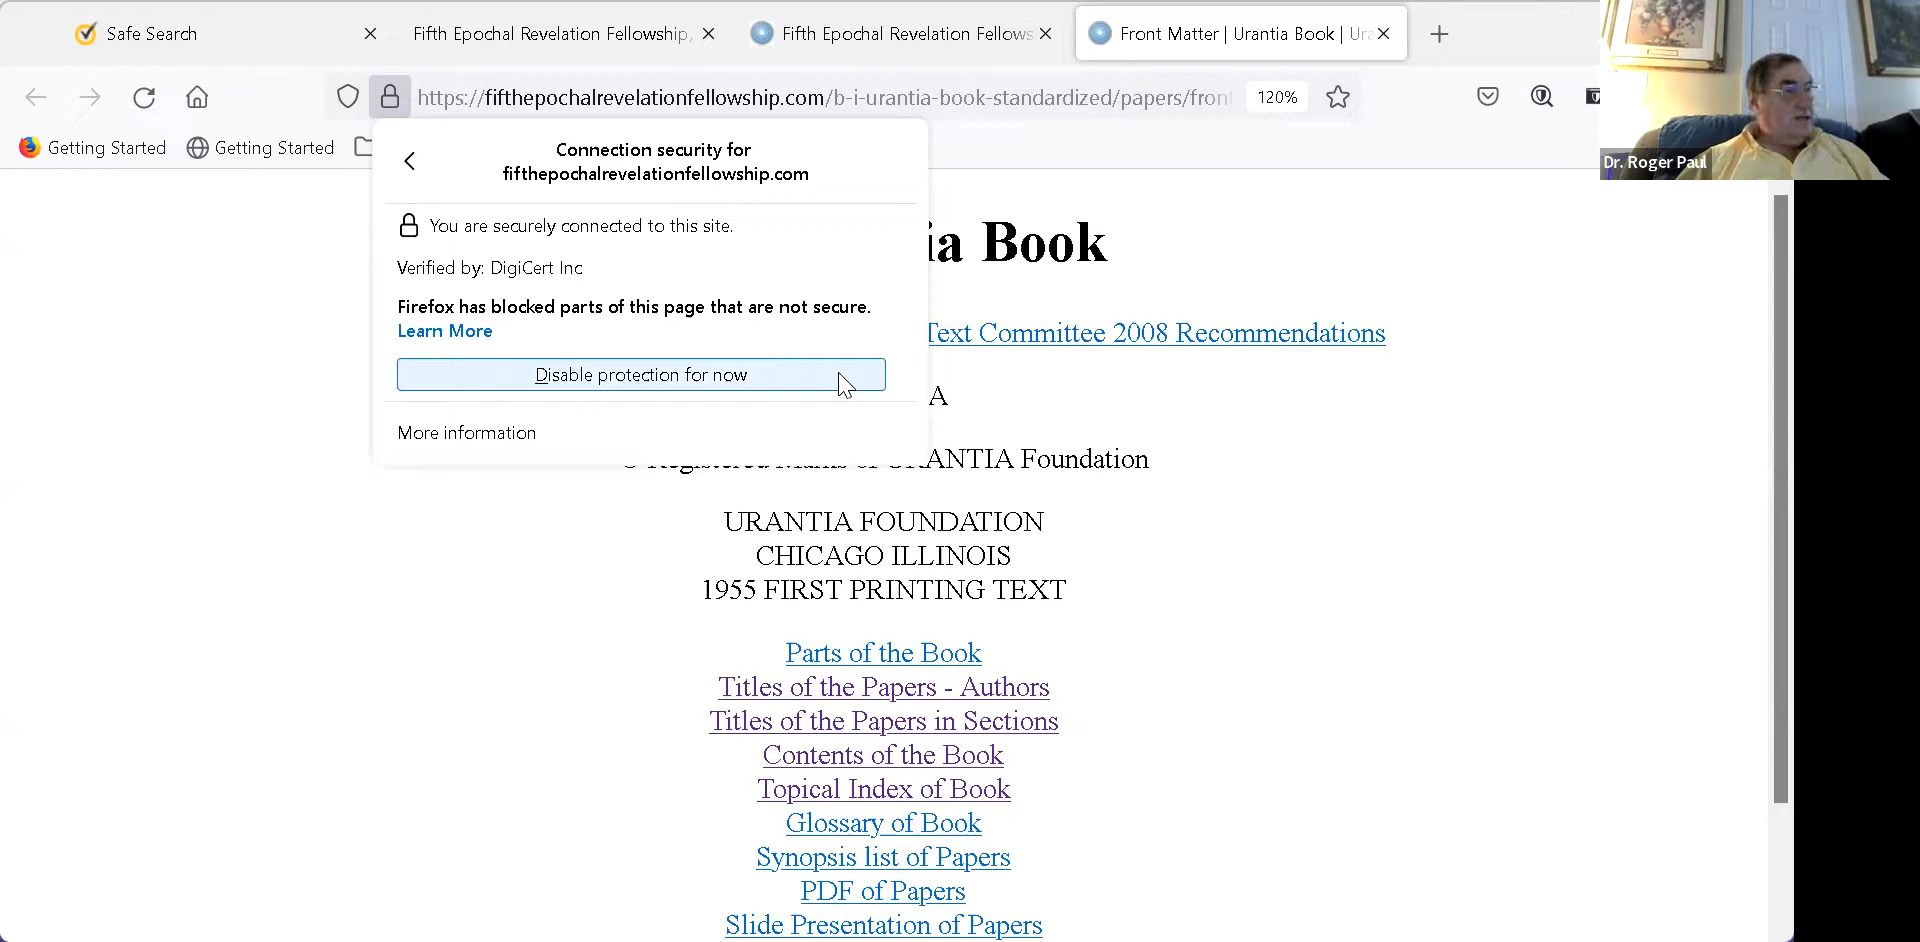 Safe Search
Fifth Epochal Revelation Fellowship,
Fifth Epochal Revelation Fellows
Front Matter | Urantia Book | Ura
https://fifthepochalrevelationfellowship.com/b-i-urantia-book-standardized/papers/front
120%
Getting Started
Getting Started
Dr. Roger Paul
Connection security for
fifthepochalrevelationfellowship.com
You are securely connected to this site.
Verified by: DigiCert Inc
Firefox has blocked parts of this page that are not secure.
Learn More
Disable protection for now
More information
ia Book
Text Committee 2008 Recommendations
A
® Registered Marks of URANTIA Foundation
URANTIA FOUNDATION
CHICAGO ILLINOIS
1955 FIRST PRINTING TEXT
Parts of the Book
Titles of the Papers - Authors
Titles of the Papers in Sections
Contents of the Book
Topical Index of Book
Glossary of Book
Synopsis list of Papers
PDF of Papers
Slide Presentation of Papers